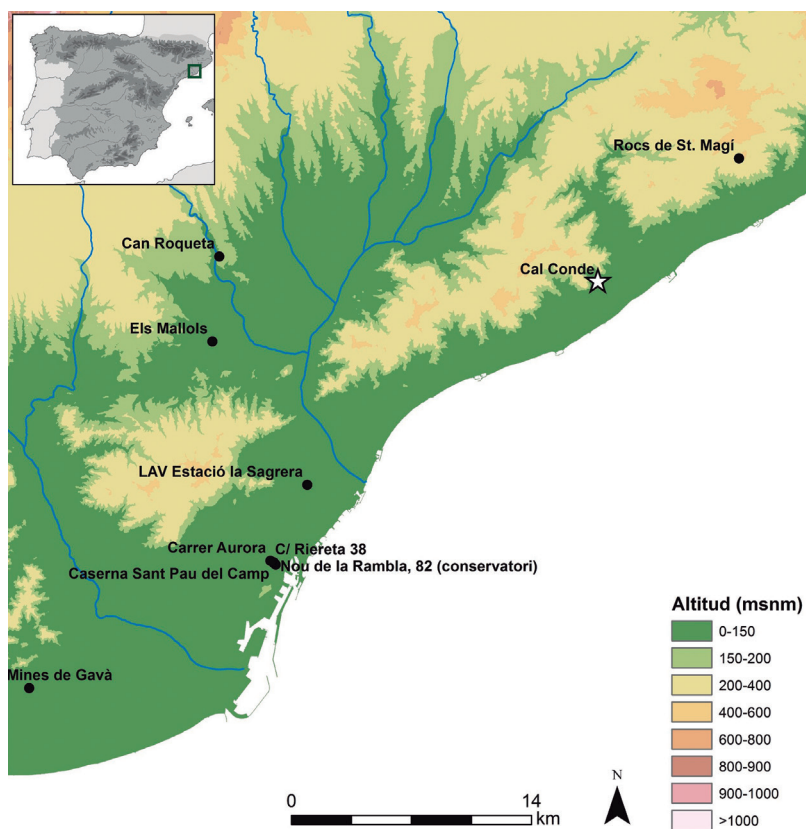 Rocs de St. Magí
Can Roqueta
Cal Conde
Els Mallols
LAV Estació la Sagrera
Carrer Aurora
C/ Riereta 38
Caserna Sant Pau del Camp
Nou de la Rambla, 82 (conservatori)
Mines de Gavà
Altitud (msnm)
0-150
150-200
200-400
400-600
600-800
800-900
900-1000
>1000
N
0
14
km